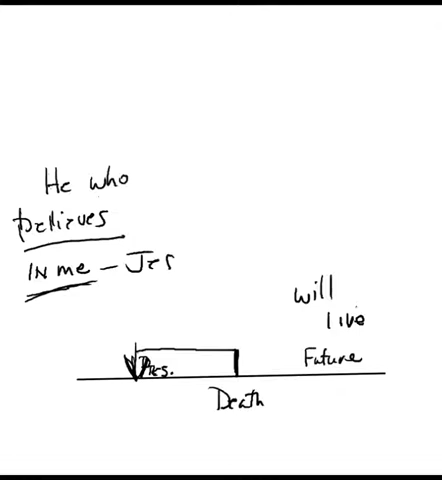 He who
believes
IN me – Jes
will
live
Pres.
Future
Death